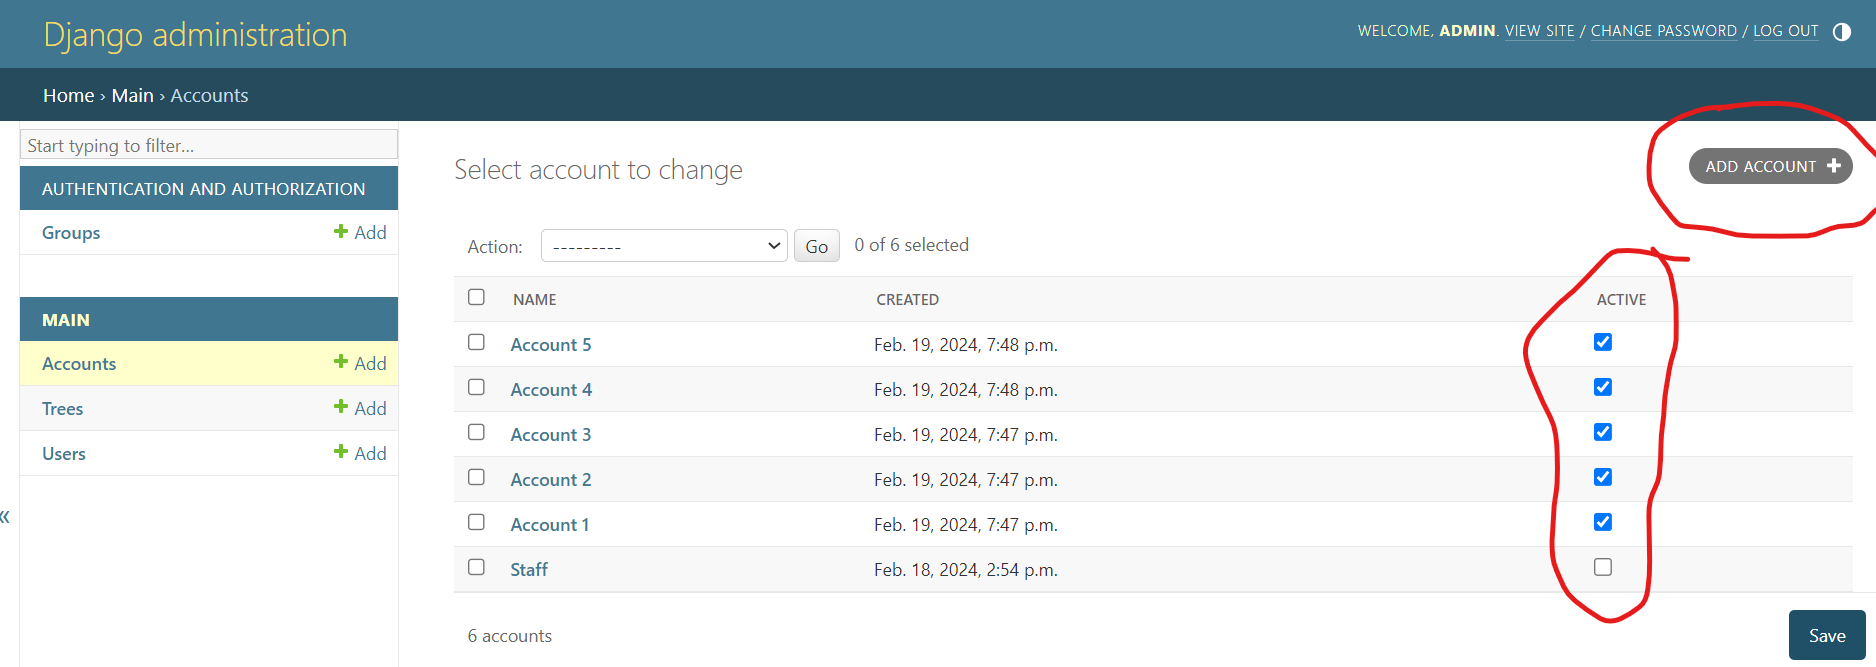 Django administration
WELCOME, ADMIN. VIEW SITE / CHANGE PASSWORD / LOG OUT
Home › Main › Accounts
Start typing to filter...
AUTHENTICATION AND AUTHORIZATION
Groups + Add
MAIN
Accounts + Add
Trees + Add
Users + Add
«
Select account to change
ADD ACCOUNT +
Action: --------- Go 0 of 6 selected
NAME CREATED ACTIVE
Account 5 Feb. 19, 2024, 7:48 p.m.
Account 4 Feb. 19, 2024, 7:48 p.m.
Account 3 Feb. 19, 2024, 7:47 p.m.
Account 2 Feb. 19, 2024, 7:47 p.m.
Account 1 Feb. 19, 2024, 7:47 p.m.
Staff Feb. 18, 2024, 2:54 p.m.
6 accounts
Save